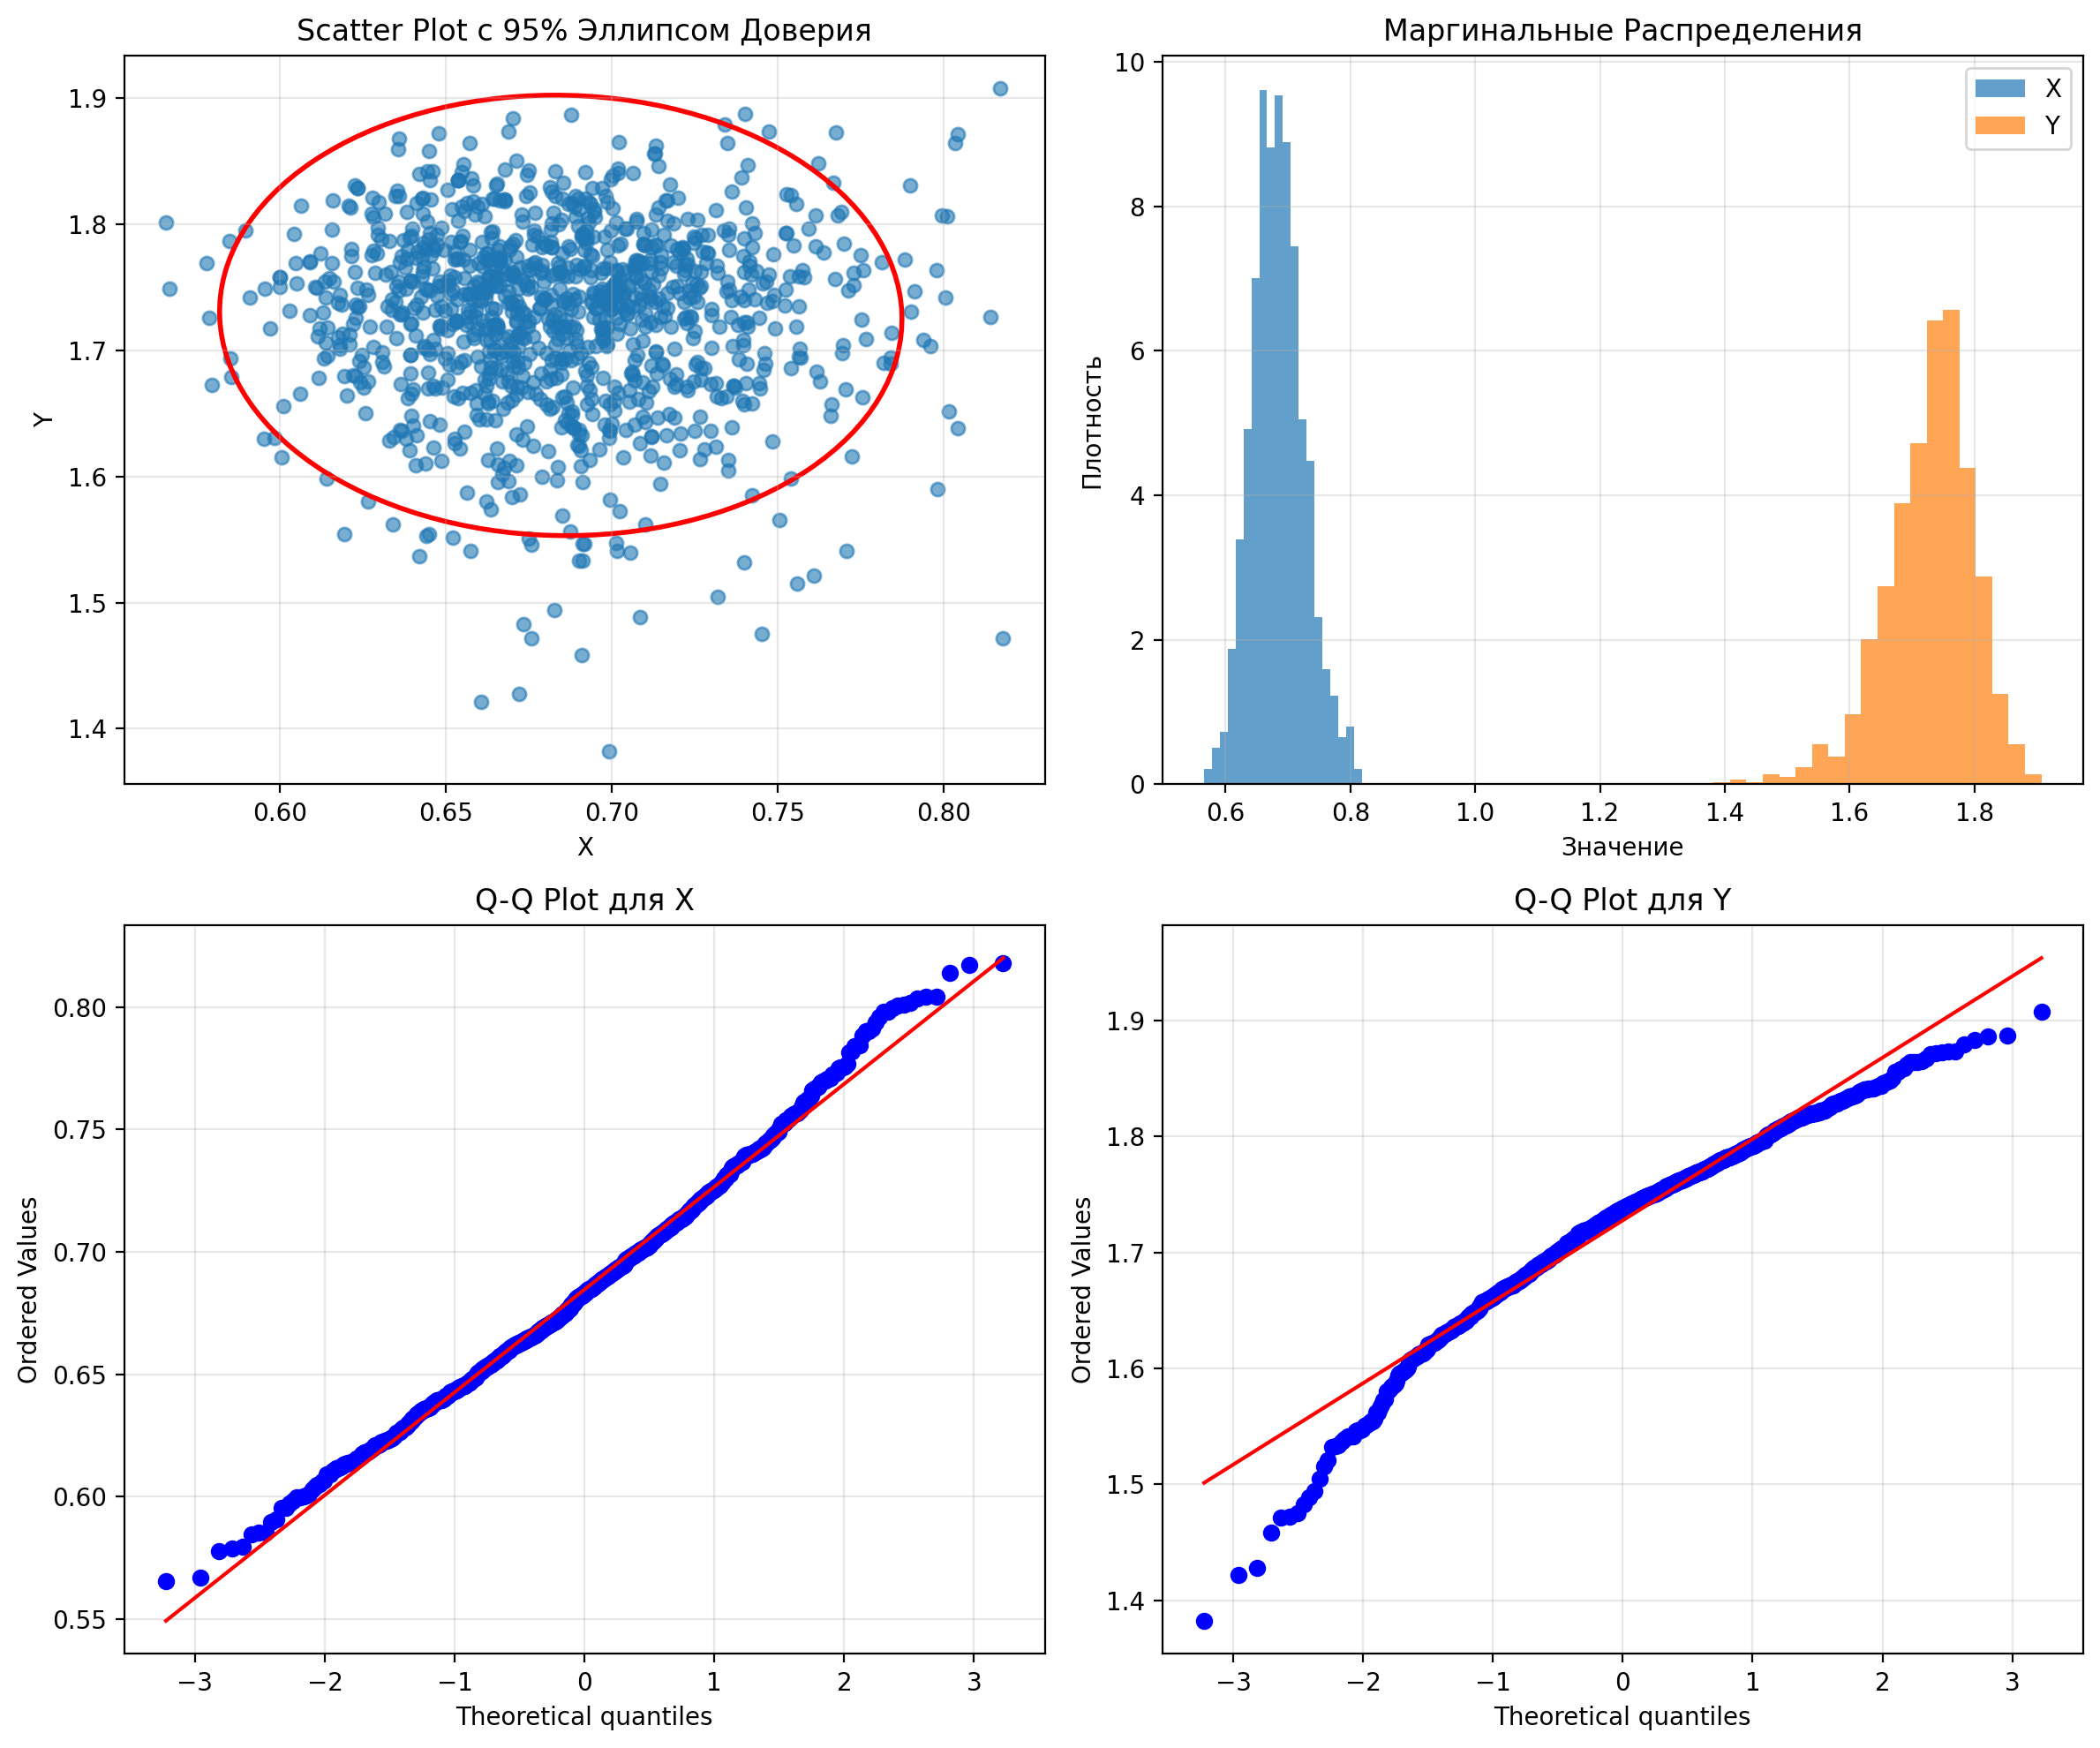 Scatter Plot с 95% Эллипсом Доверия
1.9
1.8
1.7
1.6
1.5
1.4
Y
0.60 0.65 0.70 0.75 0.80
X
Маргинальные Распределения
X
Y
10
8
6
4
2
0
Плотность
0.6 0.8 1.0 1.2 1.4 1.6 1.8
Значение
Q-Q Plot для X
0.80
0.75
0.70
0.65
0.60
0.55
Ordered Values
−3 −2 −1 0 1 2 3
Theoretical quantiles
Q-Q Plot для Y
1.9
1.8
1.7
1.6
1.5
1.4
Ordered Values
−3 −2 −1 0 1 2 3
Theoretical quantiles